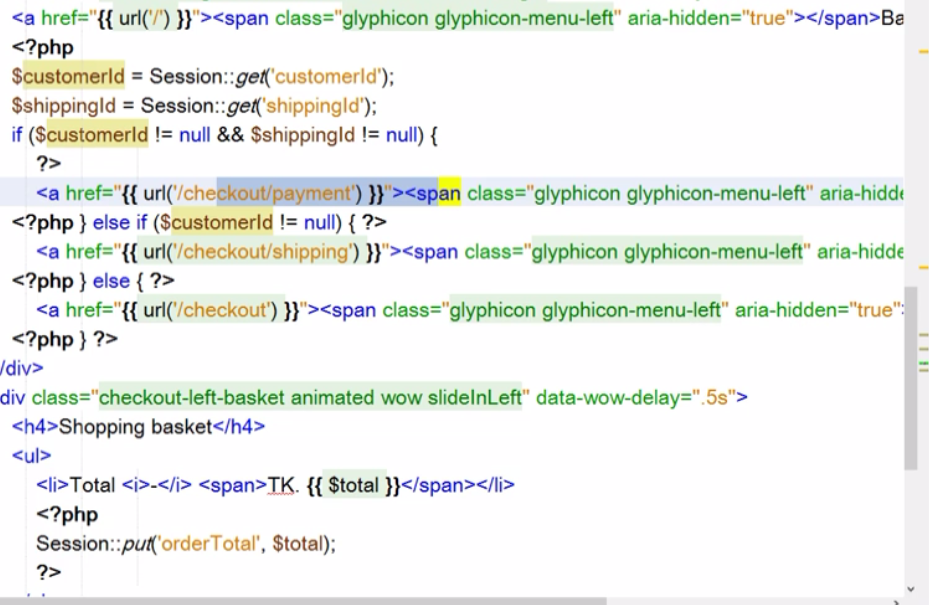 <a href="{{ url('/') }}"><span class="glyphicon glyphicon-menu-left" aria-hidden="true"></span>Ba
<?php
$customerId = Session::get('customerId');
$shippingId = Session::get('shippingId');
if ($customerId != null && $shippingId != null) {
?>
<a href="{{ url('/checkout/payment') }}"><span class="glyphicon glyphicon-menu-left" aria-hidde
<?php } else if ($customerId != null) { ?>
<a href="{{ url('/checkout/shipping') }}"><span class="glyphicon glyphicon-menu-left" aria-hidde
<?php } else { ?>
<a href="{{ url('/checkout') }}"><span class="glyphicon glyphicon-menu-left" aria-hidden="true"
<?php } ?>
/div>
div class="checkout-left-basket animated wow slideInLeft" data-wow-delay=".5s">
<h4>Shopping basket</h4>
<ul>
<li>Total <i>-</i> <span>TK. {{ $total }}</span></li>
<?php
Session::put('orderTotal', $total);
?>